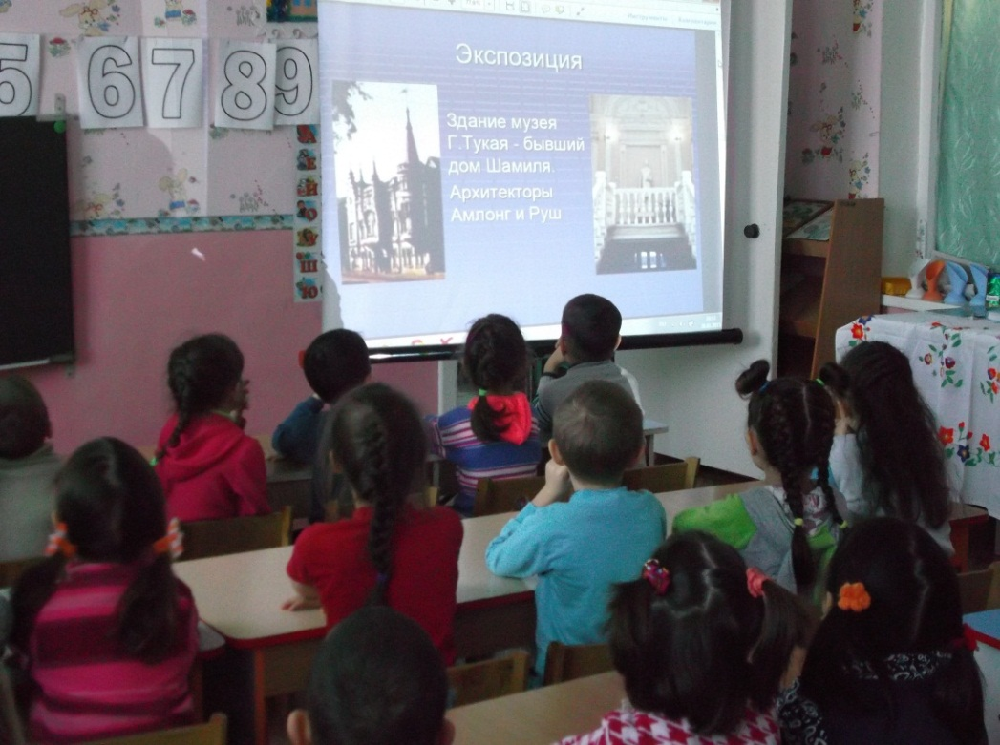 5 6 7 8 9
Экспозиция
Здание музея
Г.Тукая - бывший
дом Шамиля.
Архитекторы
Амлонг и Руш